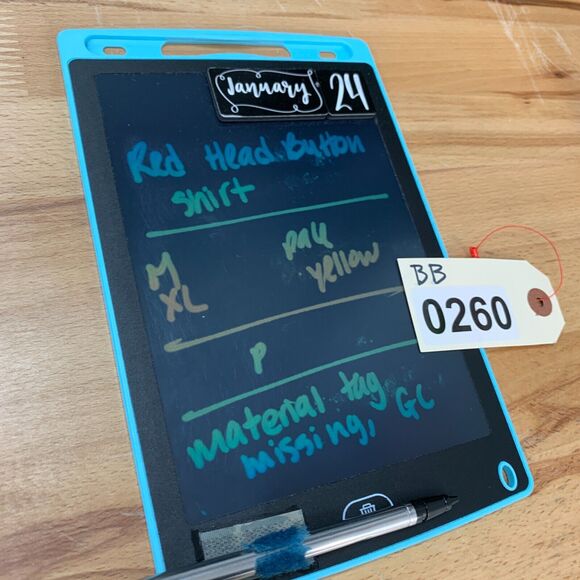 January 24
Red Head Button
shirt
M pale
XL yellow
P
material tag
missing, GC
BB
0260